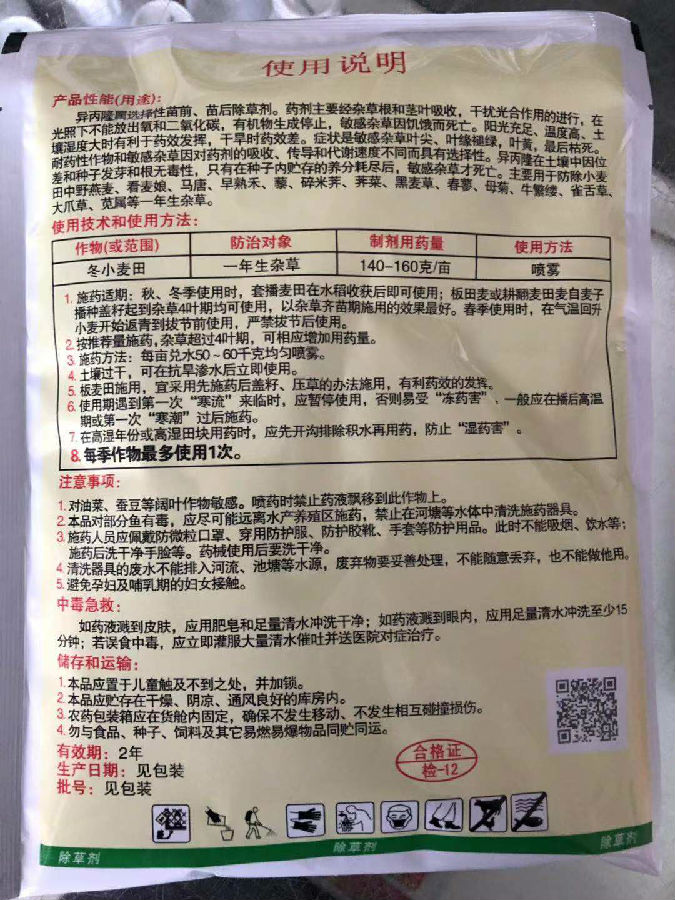 使用说明
产品性能(用途):
异丙隆属选择性苗前、苗后除草剂。药剂主要经杂草根和茎叶吸收，干扰光合作用的进行，在
光照下不能放出氧和二氧化碳，有机物生成停止，敏感杂草因饥饿而死亡。阳光充足、温度高、土
壤湿度大时有利于药效发挥，干旱时药效差。症状是敏感杂草叶尖、叶缘褪绿，叶黄，最后枯死。
耐药性作物和敏感杂草因对药剂的吸收、传导和代谢速度不同而具有选择性。异丙隆在土壤中因位
差和种子发芽和根无毒性，只有在种子内贮存的养分耗尽后，敏感杂草才死亡。主要用于防除小麦
田中野燕麦、看麦娘、马唐、早熟禾、藜、碎米荠、荠菜、黑麦草、春蓼、母菊、牛繁缕、雀舌草、
大爪草、苋属等一年生杂草。
使用技术和使用方法:
作物(或范围) 防治对象 制剂用药量 使用方法
冬小麦田 一年生杂草 140-160克/亩 喷雾
1. 施药适期：秋、冬季使用时，套播麦田在水稻收获后即可使用；板田麦或耕翻麦田麦自麦子
播种盖籽起到杂草4叶期均可使用，以杂草齐苗期施用的效果最好。春季使用时，在气温回升
小麦开始返青到拔节前使用，严禁拔节后使用。
2. 按推荐量施药，杂草超过4叶期，可相应增加用药量。
3. 施药方法：每亩兑水50～60千克均匀喷雾。
4. 土壤过干，可在抗旱渗水后立即使用。
5. 板麦田施用，宜采用先施药后盖籽、压草的办法施用，有利药效的发挥。
6. 使用期遇到第一次“寒流”来临时，应暂停使用，否则易受“冻药害”，一般应在播后高温
期或第一次“寒潮”过后施药。
7. 在高湿年份或高湿田块用药时，应先开沟排除积水再用药，防止“湿药害”。
8. 每季作物最多使用1次。
注意事项:
1. 对油菜、蚕豆等阔叶作物敏感。喷药时禁止药液飘移到此作物上。
2. 本品对部分鱼有毒，应尽可能远离水产养殖区施药，禁止在河塘等水体中清洗施药器具。
3. 施药人员应佩戴防微粒口罩、穿用防护服、防护胶靴、手套等防护用品。此时不能吸烟、饮水等；
施药后洗干净手脸等。药械使用后要洗干净。
4. 清洗器具的废水不能排入河流、池塘等水源，废弃物要妥善处理，不能随意丢弃，也不能做他用。
5. 避免孕妇及哺乳期的妇女接触。
中毒急救:
如药液溅到皮肤，应用肥皂和足量清水冲洗干净；如药液溅到眼内，应用足量清水冲洗至少15
分钟；若误食中毒，应立即灌服大量清水催吐并送医院对症治疗。
储存和运输:
1. 本品应置于儿童触及不到之处，并加锁。
2. 本品应贮存在干燥、阴凉、通风良好的库房内。
3. 农药包装箱应在货舱内固定，确保不发生移动、不发生相互碰撞损伤。
4. 勿与食品、种子、饲料及其它易燃易爆物品同贮同运。
有效期：2年
生产日期：见包装
批号：见包装
合格证
检-12
除草剂 除草剂 除草剂